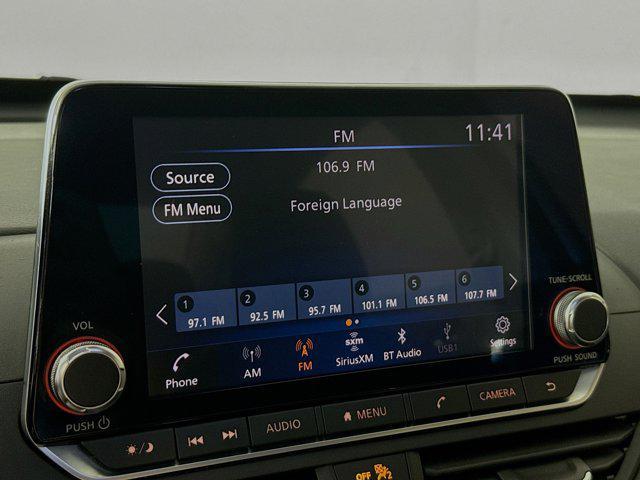 FM
11:41
106.9 FM
Source
FM Menu
Foreign Language
1 2 3 4 5 6
97.1 FM 92.5 FM 95.7 FM 101.1 FM 106.5 FM 107.7 FM
Phone
AM
FM
sxm
SiriusXM
BT Audio
USB1
Settings
VOL
PUSH
TUNE·SCROLL
PUSH SOUND
AUDIO
MENU
CAMERA
OFF
2